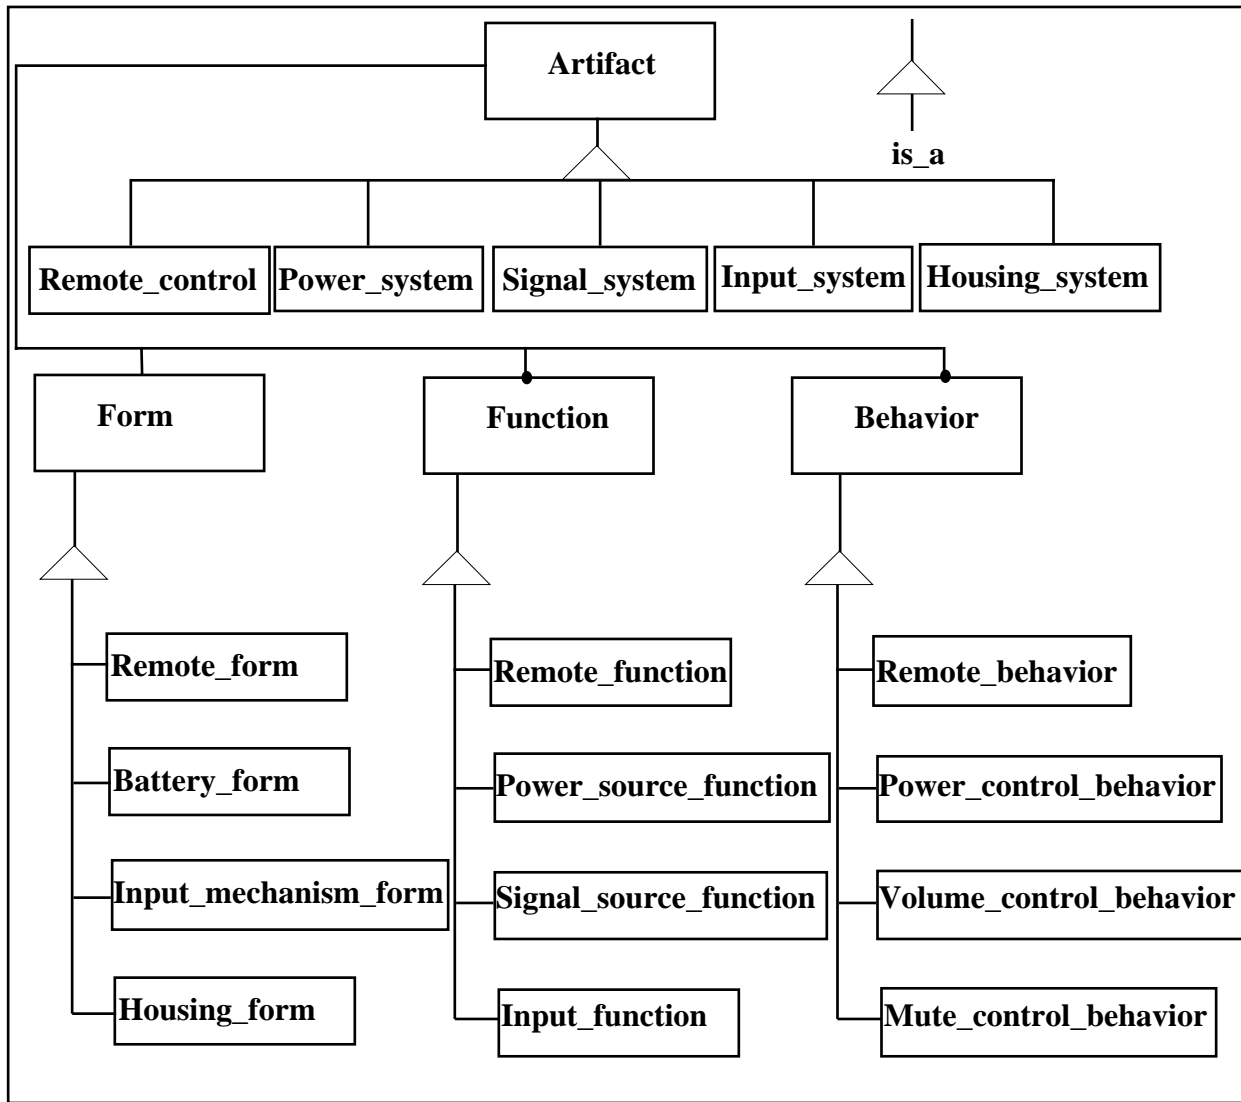 Artifact
is_a
Remote_control
Power_system
Signal_system
Input_system
Housing_system
Form
Function
Behavior
Remote_form
Remote_function
Remote_behavior
Battery_form
Power_source_function
Power_control_behavior
Input_mechanism_form
Signal_source_function
Volume_control_behavior
Housing_form
Input_function
Mute_control_behavior